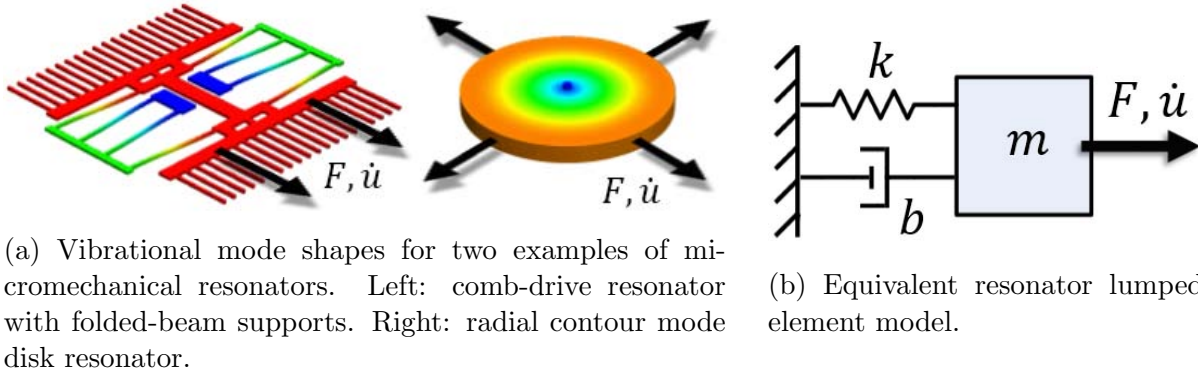 F, u̇
F, u̇
k
m
F, u̇
b
(a) Vibrational mode shapes for two examples of mi-
cromechanical resonators. Left: comb-drive resonator
with folded-beam supports. Right: radial contour mode
disk resonator.
(b) Equivalent resonator lumped
element model.